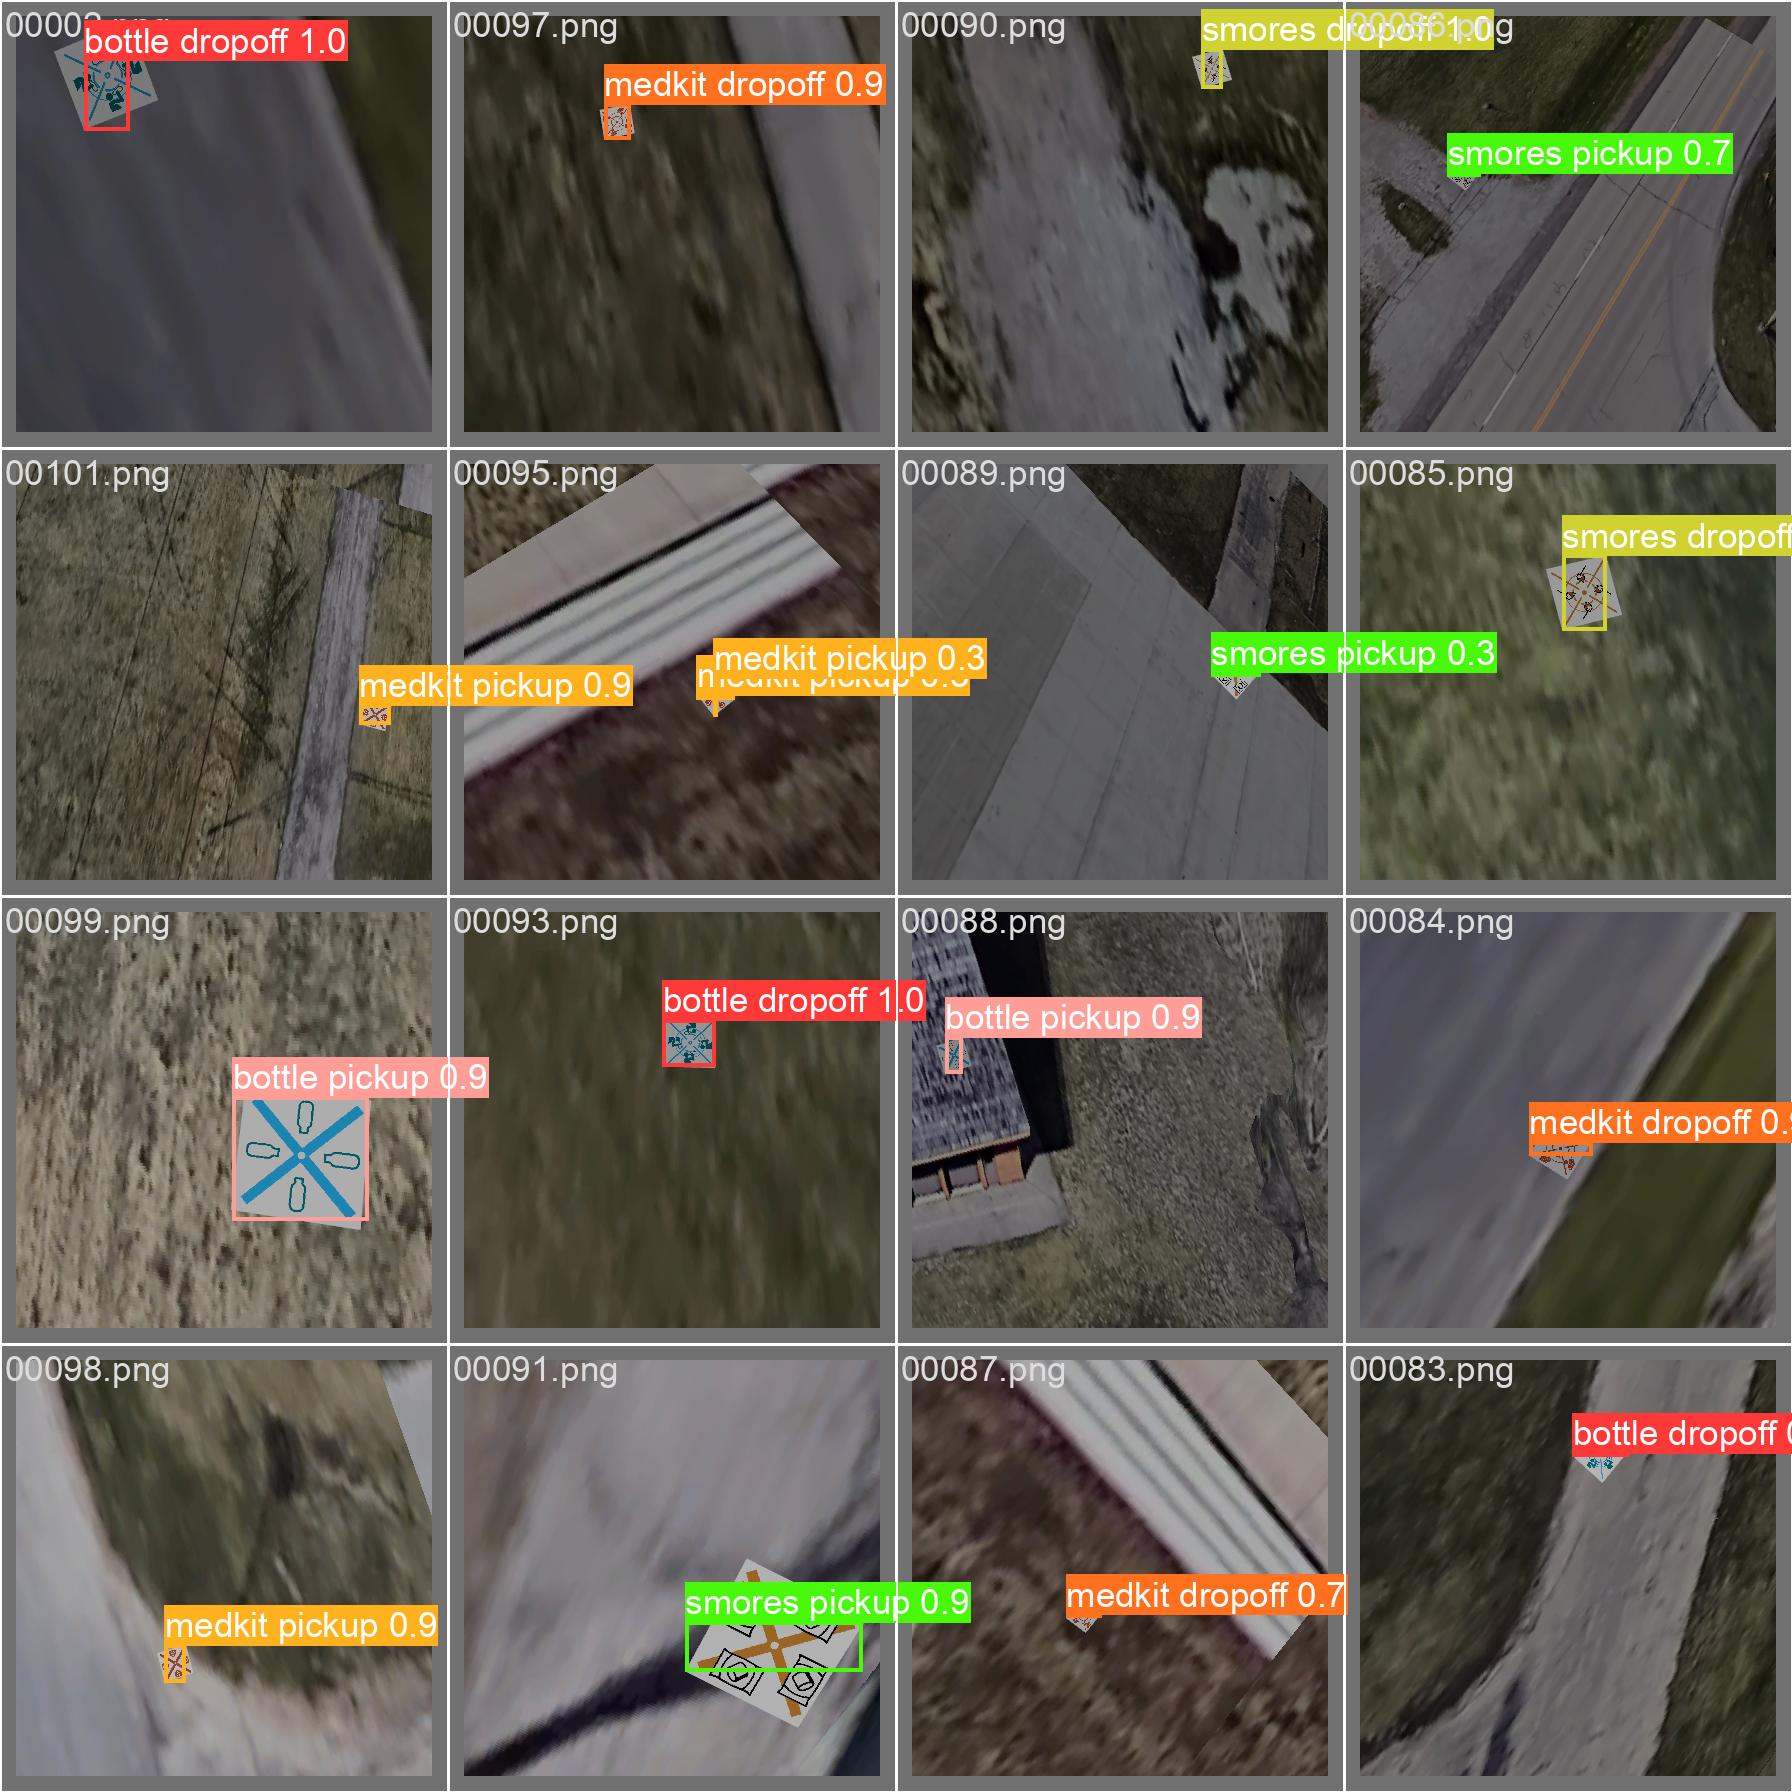 bottle dropoff 1.0
00097.png
medkit dropoff 0.9
00090.png
smores dropoff 1.0
smores pickup 0.7
00101.png
medkit pickup 0.9
00095.png
medkit pickup 0.3
00089.png
smores pickup 0.3
00085.png
smores dropoff
00099.png
bottle pickup 0.9
00093.png
bottle dropoff 1.0
00088.png
bottle pickup 0.9
00084.png
medkit dropoff 0.
00098.png
medkit pickup 0.9
00091.png
smores pickup 0.9
00087.png
medkit dropoff 0.7
00083.png
bottle dropoff